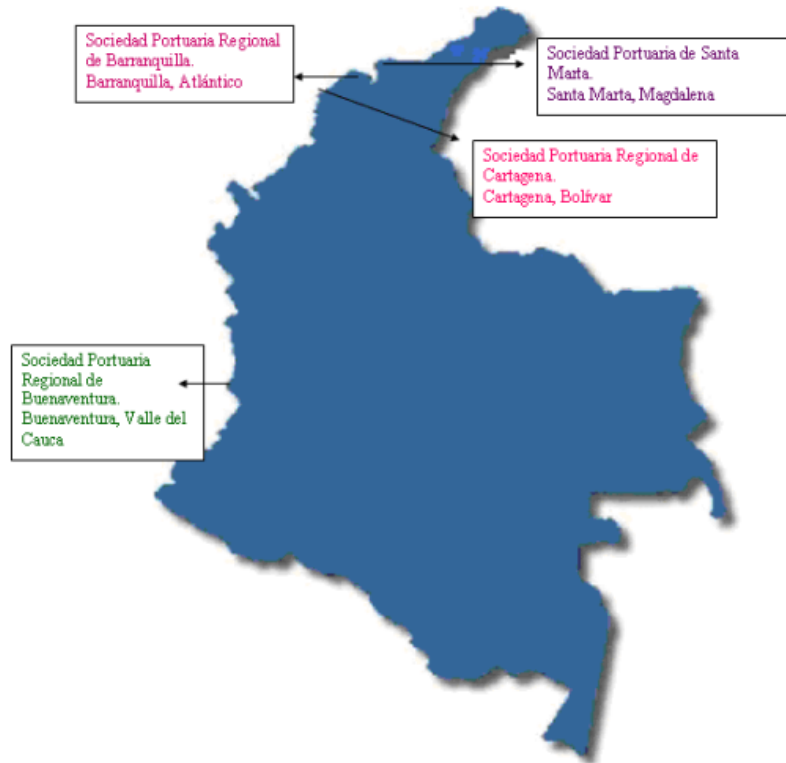 Sociedad Portuaria Regional
de Barranquilla.
Barranquilla, Atlántico
Sociedad Portuaria de Santa
Marta.
Santa Marta, Magdalena
Sociedad Portuaria Regional de
Cartagena.
Cartagena, Bolívar
Sociedad Portuaria
Regional de
Buenaventura.
Buenaventura, Valle del
Cauca